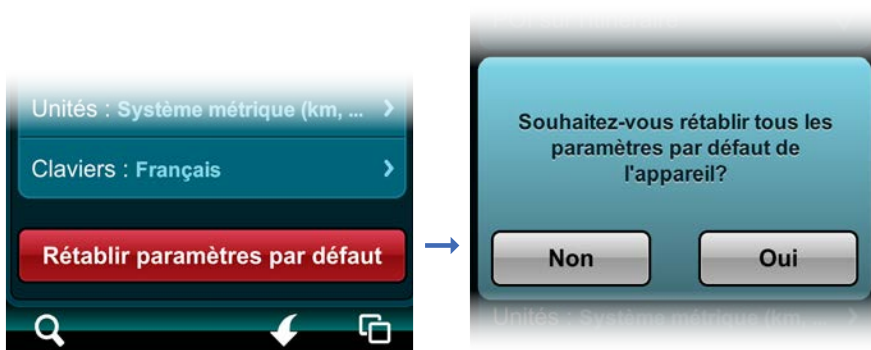 Unités : Système métrique (km, ...
Claviers : Français
Rétablir paramètres par défaut
Souhaitez-vous rétablir tous les
paramètres par défaut de
l'appareil?
Non
Oui
Unités : Système métrique (km, ...